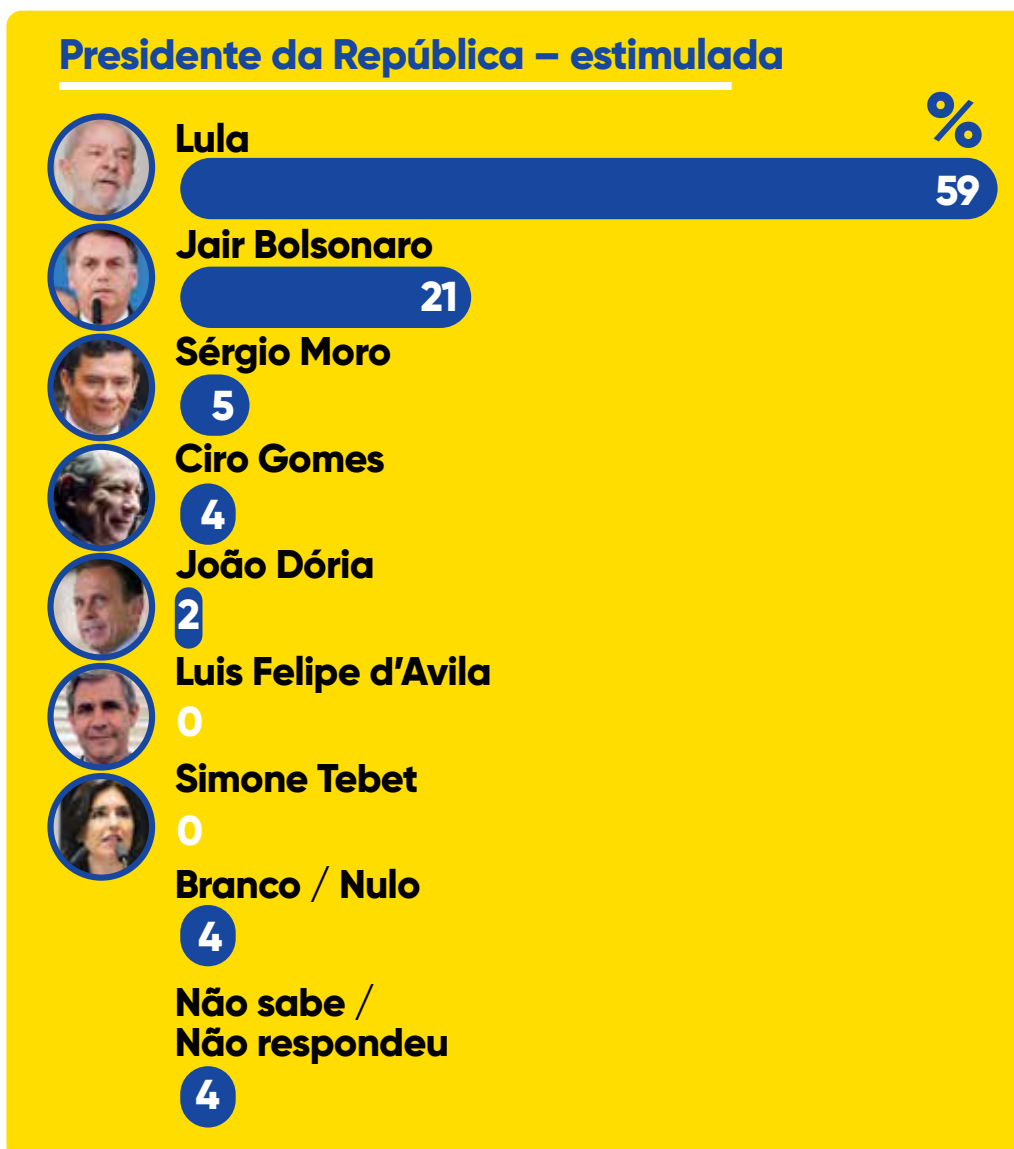 Presidente da República – estimulada
%
Lula
59
Jair Bolsonaro
21
Sérgio Moro
5
Ciro Gomes
4
João Dória
2
Luis Felipe d’Avila
0
Simone Tebet
0
Branco / Nulo
4
Não sabe /
Não respondeu
4